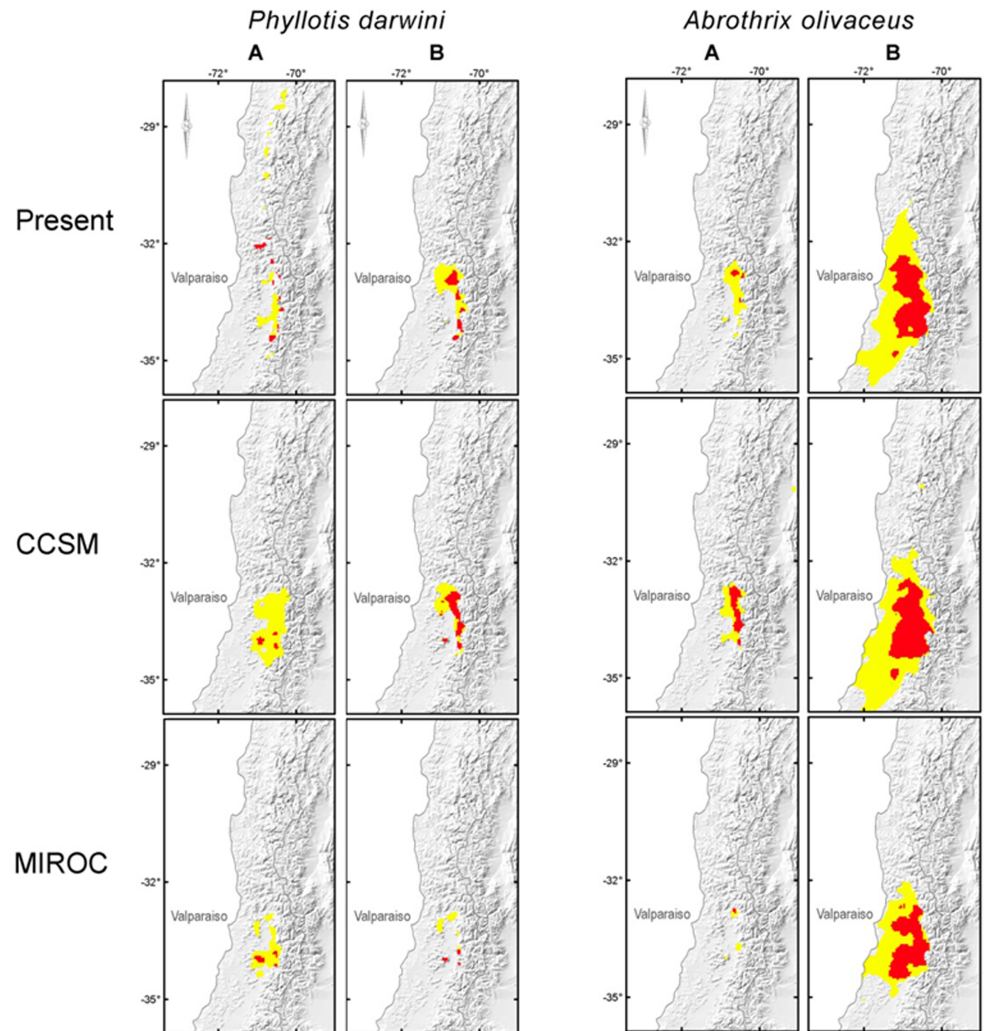 Phyllotis darwini Abrothrix olivaceus
A B A B
-72° -70° -72° -70° -72° -70° -72° -70°
-29° -29° -29° -29°
Present
-32° -32° -32° -32°
Valparaiso Valparaiso Valparaiso Valparaiso
-35° -35° -35° -35°
-29° -29° -29° -29°
CCSM
-32° -32° -32° -32°
Valparaiso Valparaiso Valparaiso Valparaiso
-35° -35° -35° -35°
-29° -29° -29° -29°
MIROC
-32° -32° -32° -32°
Valparaiso Valparaiso Valparaiso Valparaiso
-35° -35° -35° -35°